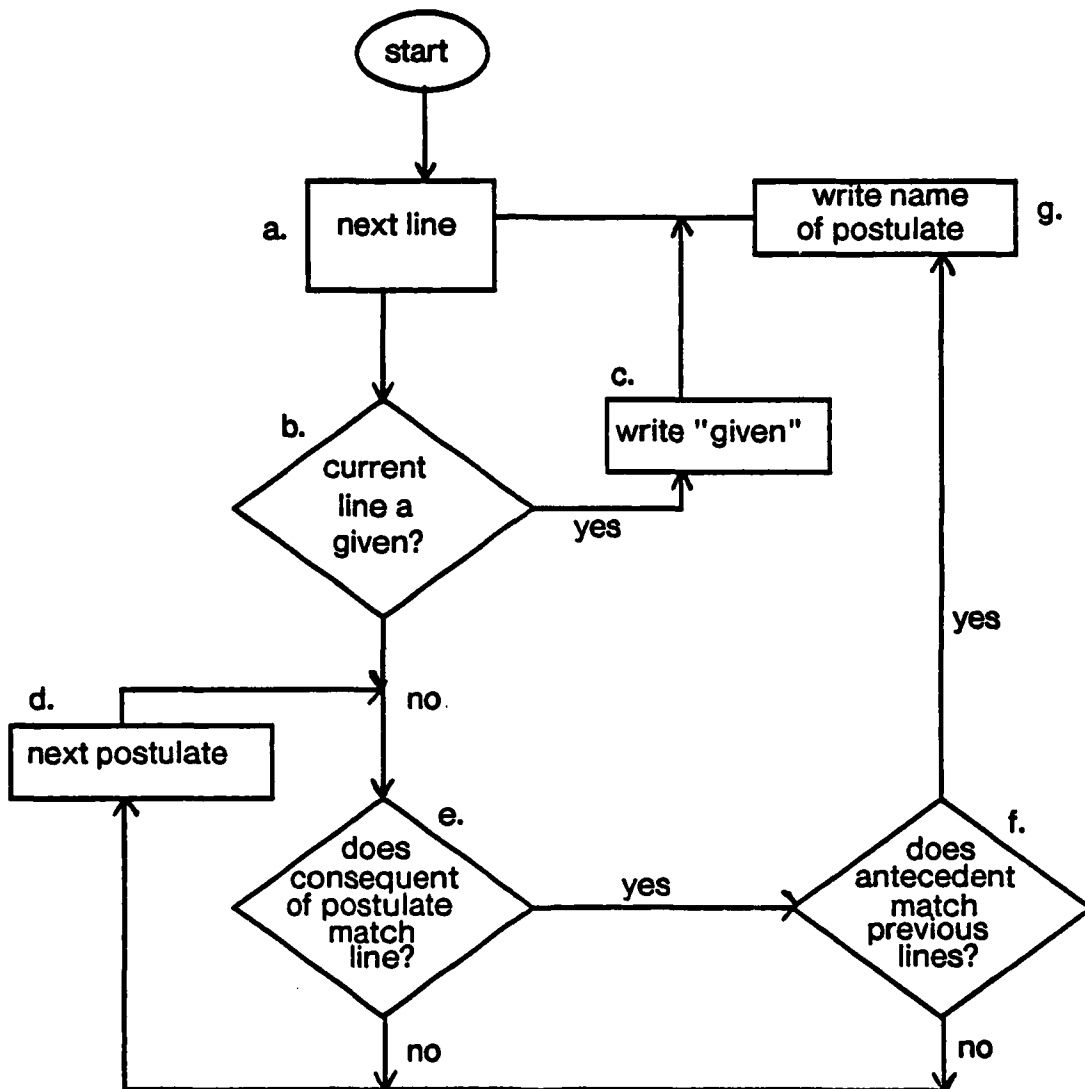 start
a.
next line
write name
of postulate
g.
c.
write "given"
b.
current
line a
given?
yes
yes
d.
no
next postulate
e.
does
consequent
of postulate
match
line?
yes
f.
does
antecedent
match
previous
lines?
no
no